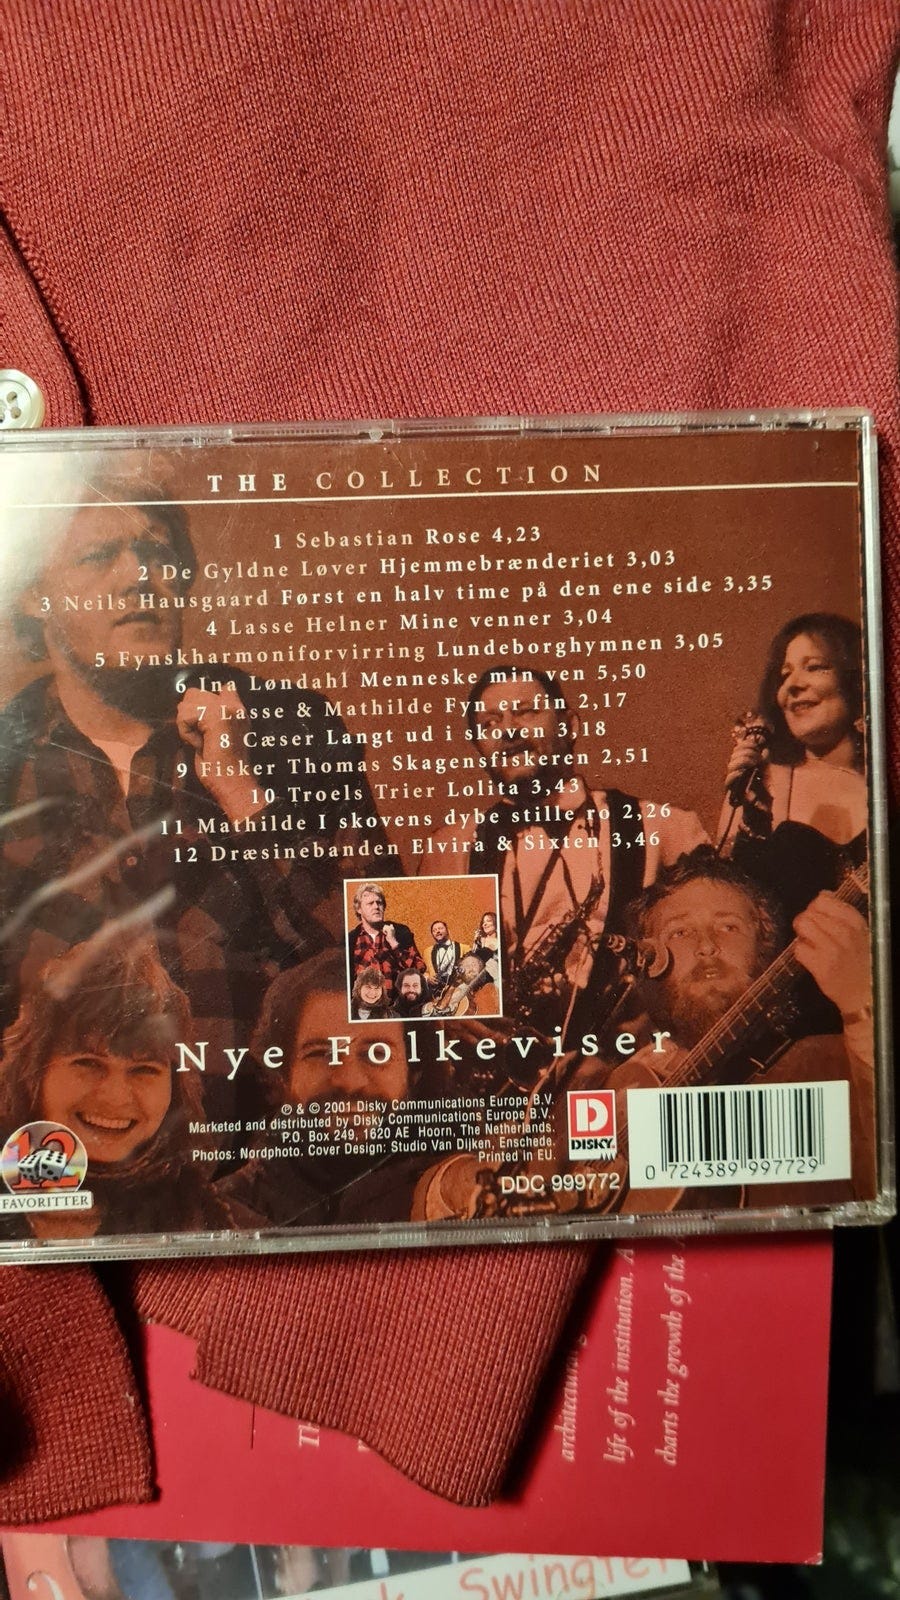 THE COLLECTION
1 Sebastian Rose 4,23
2 De Gyldne Løver Hjemmebrænderiet 3,03
3 Neils Hausgaard Først en halv time på den ene side 3,35
4 Lasse Helner Mine venner 3,04
5 Fynskharmoniforvirring Lundeborghymnen 3,05
6 Ina Løndahl Menneske min ven 5,50
7 Lasse & Mathilde Fyn er fin 2,17
8 Cæser Langt ud i skoven 3,18
9 Fisker Thomas Skagensfiskeren 2,51
10 Troels Trier Lolita 3,43
11 Mathilde I skovens dybe stille ro 2,26
12 Dræsinebanden Elvira & Sixten 3,46
Nye Folkeviser
℗ & © 2001 Disky Communications Europe B.V.
Marketed and distributed by Disky Communications Europe B.V.,
P.O. Box 249, 1620 AE Hoorn, The Netherlands.
Photos: Nordphoto. Cover Design: Studio Van Dijken, Enschede.
Printed in EU.
D
DISKY
DDC 999772
0 724389 997729
12
FAVORITTER
life of the institution. A
charts the growth of the
Swingte